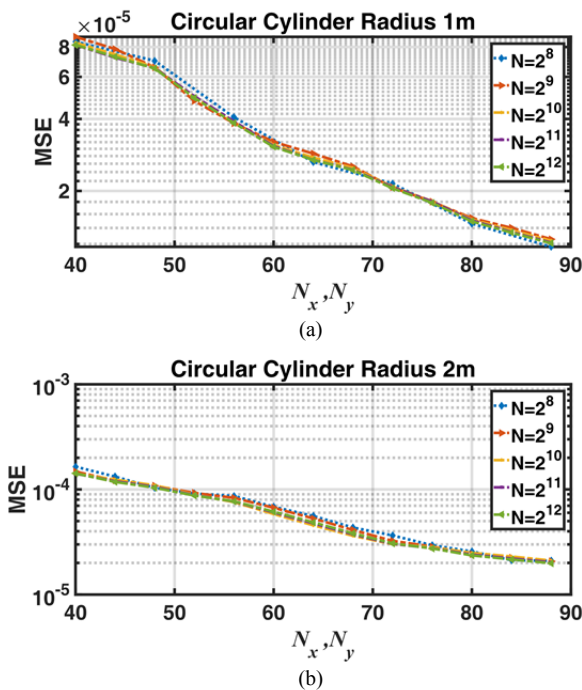 Circular Cylinder Radius 1m
×10⁻⁵
8
6
4
2
MSE
N=2⁸
N=2⁹
N=2¹⁰
N=2¹¹
N=2¹²
40 50 60 70 80 90
Nₓ,Nᵧ
(a)
Circular Cylinder Radius 2m
10⁻³
10⁻⁴
10⁻⁵
MSE
N=2⁸
N=2⁹
N=2¹⁰
N=2¹¹
N=2¹²
40 50 60 70 80 90
Nₓ,Nᵧ
(b)